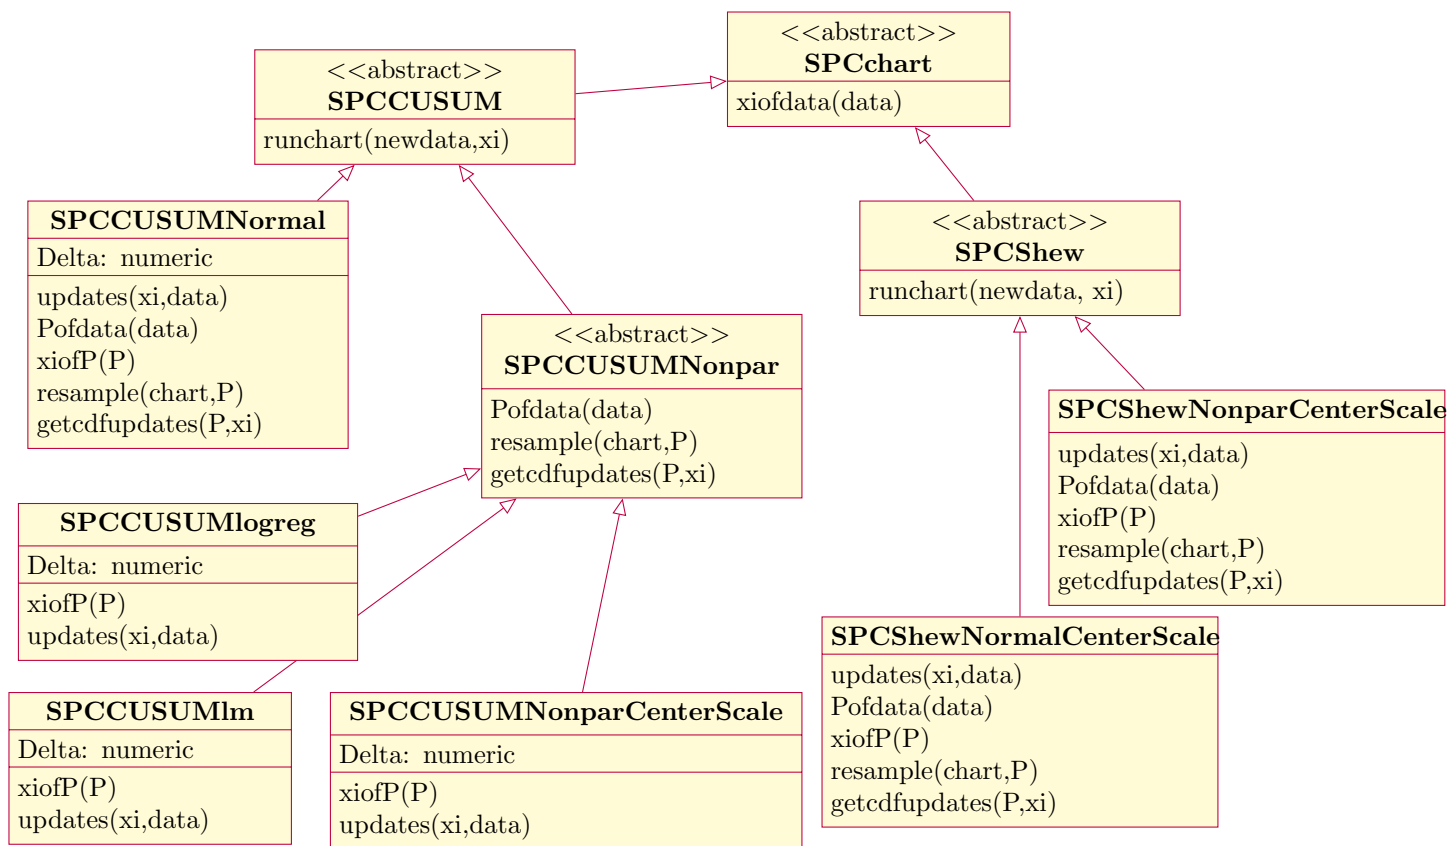 <<abstract>>
SPCchart
xiofdata(data)
<<abstract>>
SPCCUSUM
runchart(newdata,xi)
SPCCUSUMNormal
Delta: numeric
updates(xi,data)
Pofdata(data)
xiofP(P)
resample(chart,P)
getcdfupdates(P,xi)
<<abstract>>
SPCShew
runchart(newdata, xi)
<<abstract>>
SPCCUSUMNonpar
Pofdata(data)
resample(chart,P)
getcdfupdates(P,xi)
SPCShewNonparCenterScale
updates(xi,data)
Pofdata(data)
xiofP(P)
resample(chart,P)
getcdfupdates(P,xi)
SPCCUSUMlogreg
Delta: numeric
xiofP(P)
updates(xi,data)
SPCShewNormalCenterScale
updates(xi,data)
Pofdata(data)
xiofP(P)
resample(chart,P)
getcdfupdates(P,xi)
SPCCUSUMlm
Delta: numeric
xiofP(P)
updates(xi,data)
SPCCUSUMNonparCenterScale
Delta: numeric
xiofP(P)
updates(xi,data)